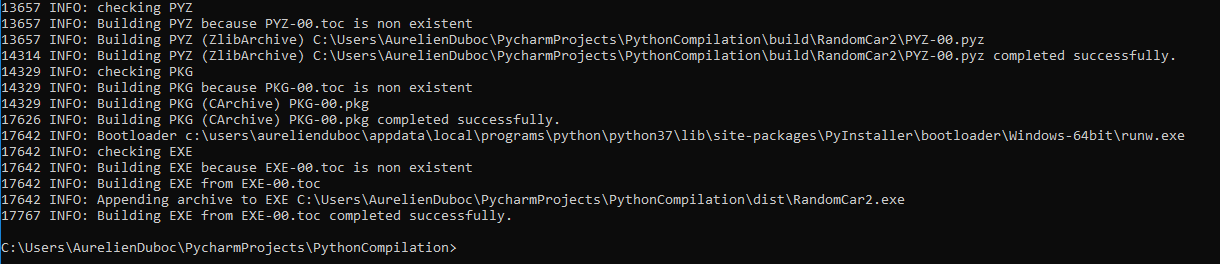 13657 INFO: checking PYZ
13657 INFO: Building PYZ because PYZ-00.toc is non existent
13657 INFO: Building PYZ (ZlibArchive) C:\Users\AurelienDuboc\PycharmProjects\PythonCompilation\build\RandomCar2\PYZ-00.pyz
14314 INFO: Building PYZ (ZlibArchive) C:\Users\AurelienDuboc\PycharmProjects\PythonCompilation\build\RandomCar2\PYZ-00.pyz completed successfully.
14329 INFO: checking PKG
14329 INFO: Building PKG because PKG-00.toc is non existent
14329 INFO: Building PKG (CArchive) PKG-00.pkg
17626 INFO: Building PKG (CArchive) PKG-00.pkg completed successfully.
17642 INFO: Bootloader c:\users\aurelienduboc\appdata\local\programs\python\python37\lib\site-packages\PyInstaller\bootloader\Windows-64bit\runw.exe
17642 INFO: checking EXE
17642 INFO: Building EXE because EXE-00.toc is non existent
17642 INFO: Building EXE from EXE-00.toc
17642 INFO: Appending archive to EXE C:\Users\AurelienDuboc\PycharmProjects\PythonCompilation\dist\RandomCar2.exe
17767 INFO: Building EXE from EXE-00.toc completed successfully.
C:\Users\AurelienDuboc\PycharmProjects\PythonCompilation>